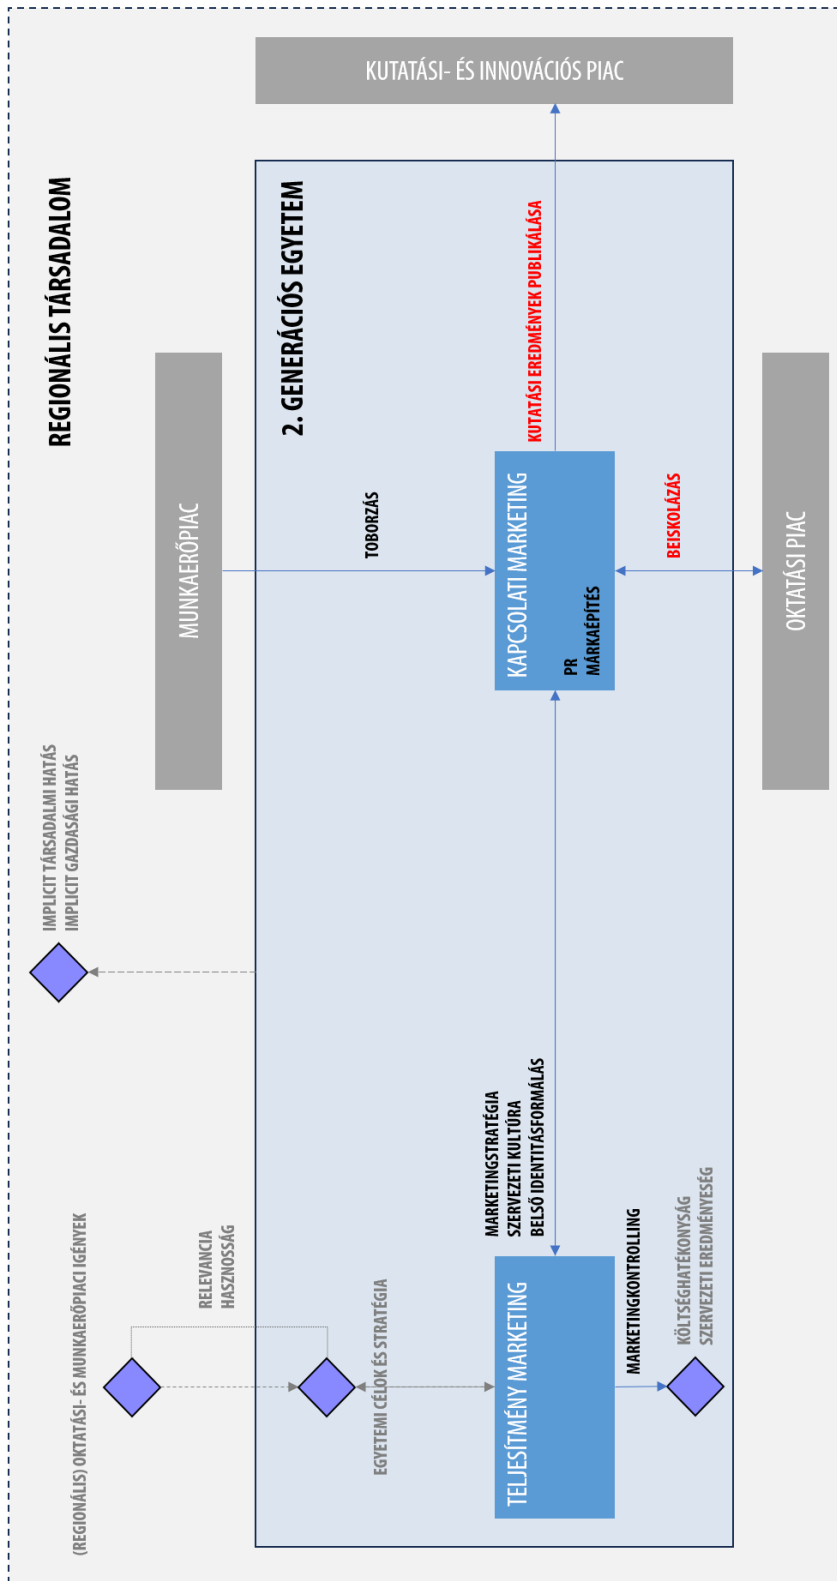 (REGIONÁLIS) OKTATÁSI- ÉS MUNKAERŐPIACI IGÉNYEK
IMPLICIT TÁRSADALMI HATÁS
IMPLICIT GAZDASÁGI HATÁS
REGIONÁLIS TÁRSADALOM
RELEVANCIA
HASZNOSSÁG
MUNKAERŐPIAC
2. GENERÁCIÓS EGYETEM
EGYETEMI CÉLOK ÉS STRATÉGIA
TOBORZÁS
KUTATÁSI- ÉS INNOVÁCIÓS PIAC
TELJESÍTMÉNY MARKETING
MARKETINGSTRATÉGIA
SZERVEZETI KULTÚRA
BELSŐ IDENTITÁSFORMÁLÁS
KAPCSOLATI MARKETING
PR
MÁRKAÉPÍTÉS
KUTATÁSI EREDMÉNYEK PUBLIKÁLÁSA
MARKETINGKONTROLLING
KÖLTSÉGHATÉKONYSÁG
SZERVEZETI EREDMÉNYESÉG
BEISKOLÁZÁS
OKTATÁSI PIAC